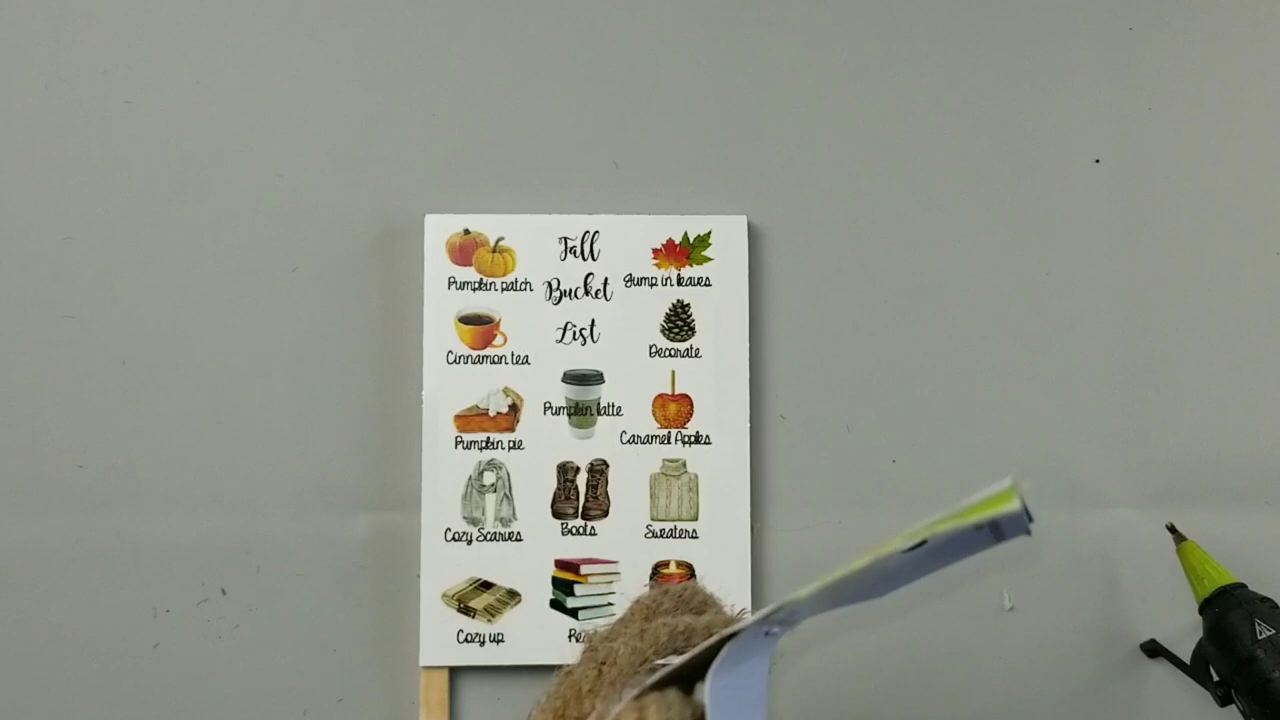 Fall
Bucket
List
Pumpkin patch
Jump in leaves
Cinnamon tea
Decorate
Pumpkin pie
Pumpkin latte
Caramel Apples
Cozy Scarves
Boots
Sweaters
Cozy up